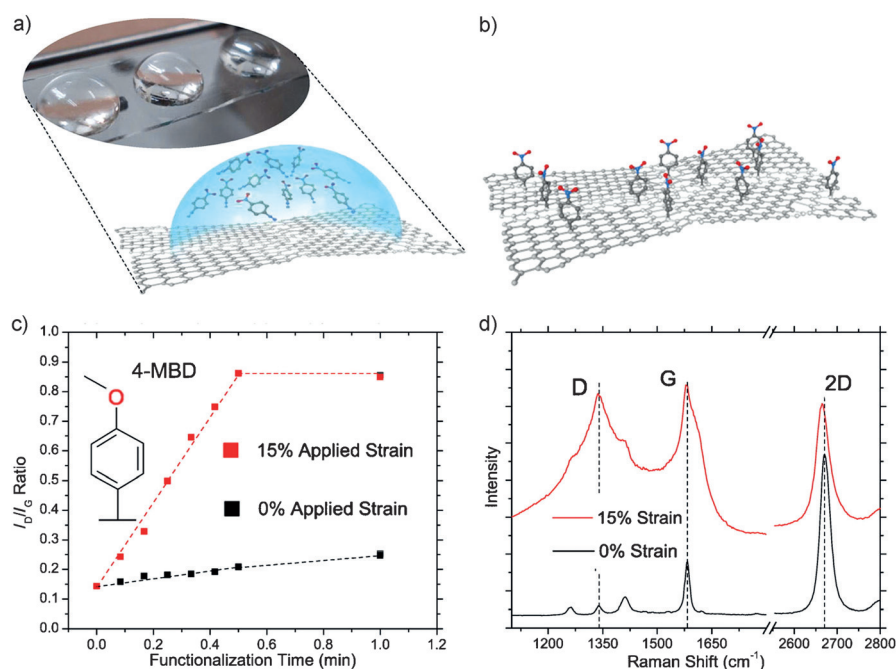 a)
b)
c)
1.0
0.9
0.8
0.7
0.6
0.5
0.4
0.3
0.2
0.1
0.0
I_D/I_G Ratio
4-MBD
O
15% Applied Strain
0% Applied Strain
0.0 0.2 0.4 0.6 0.8 1.0 1.2
Functionalization Time (min)
d)
Intensity
D
G
2D
15% Strain
0% Strain
1200 1350 1500 1650 2600 2700 2800
Raman Shift (cm⁻¹)